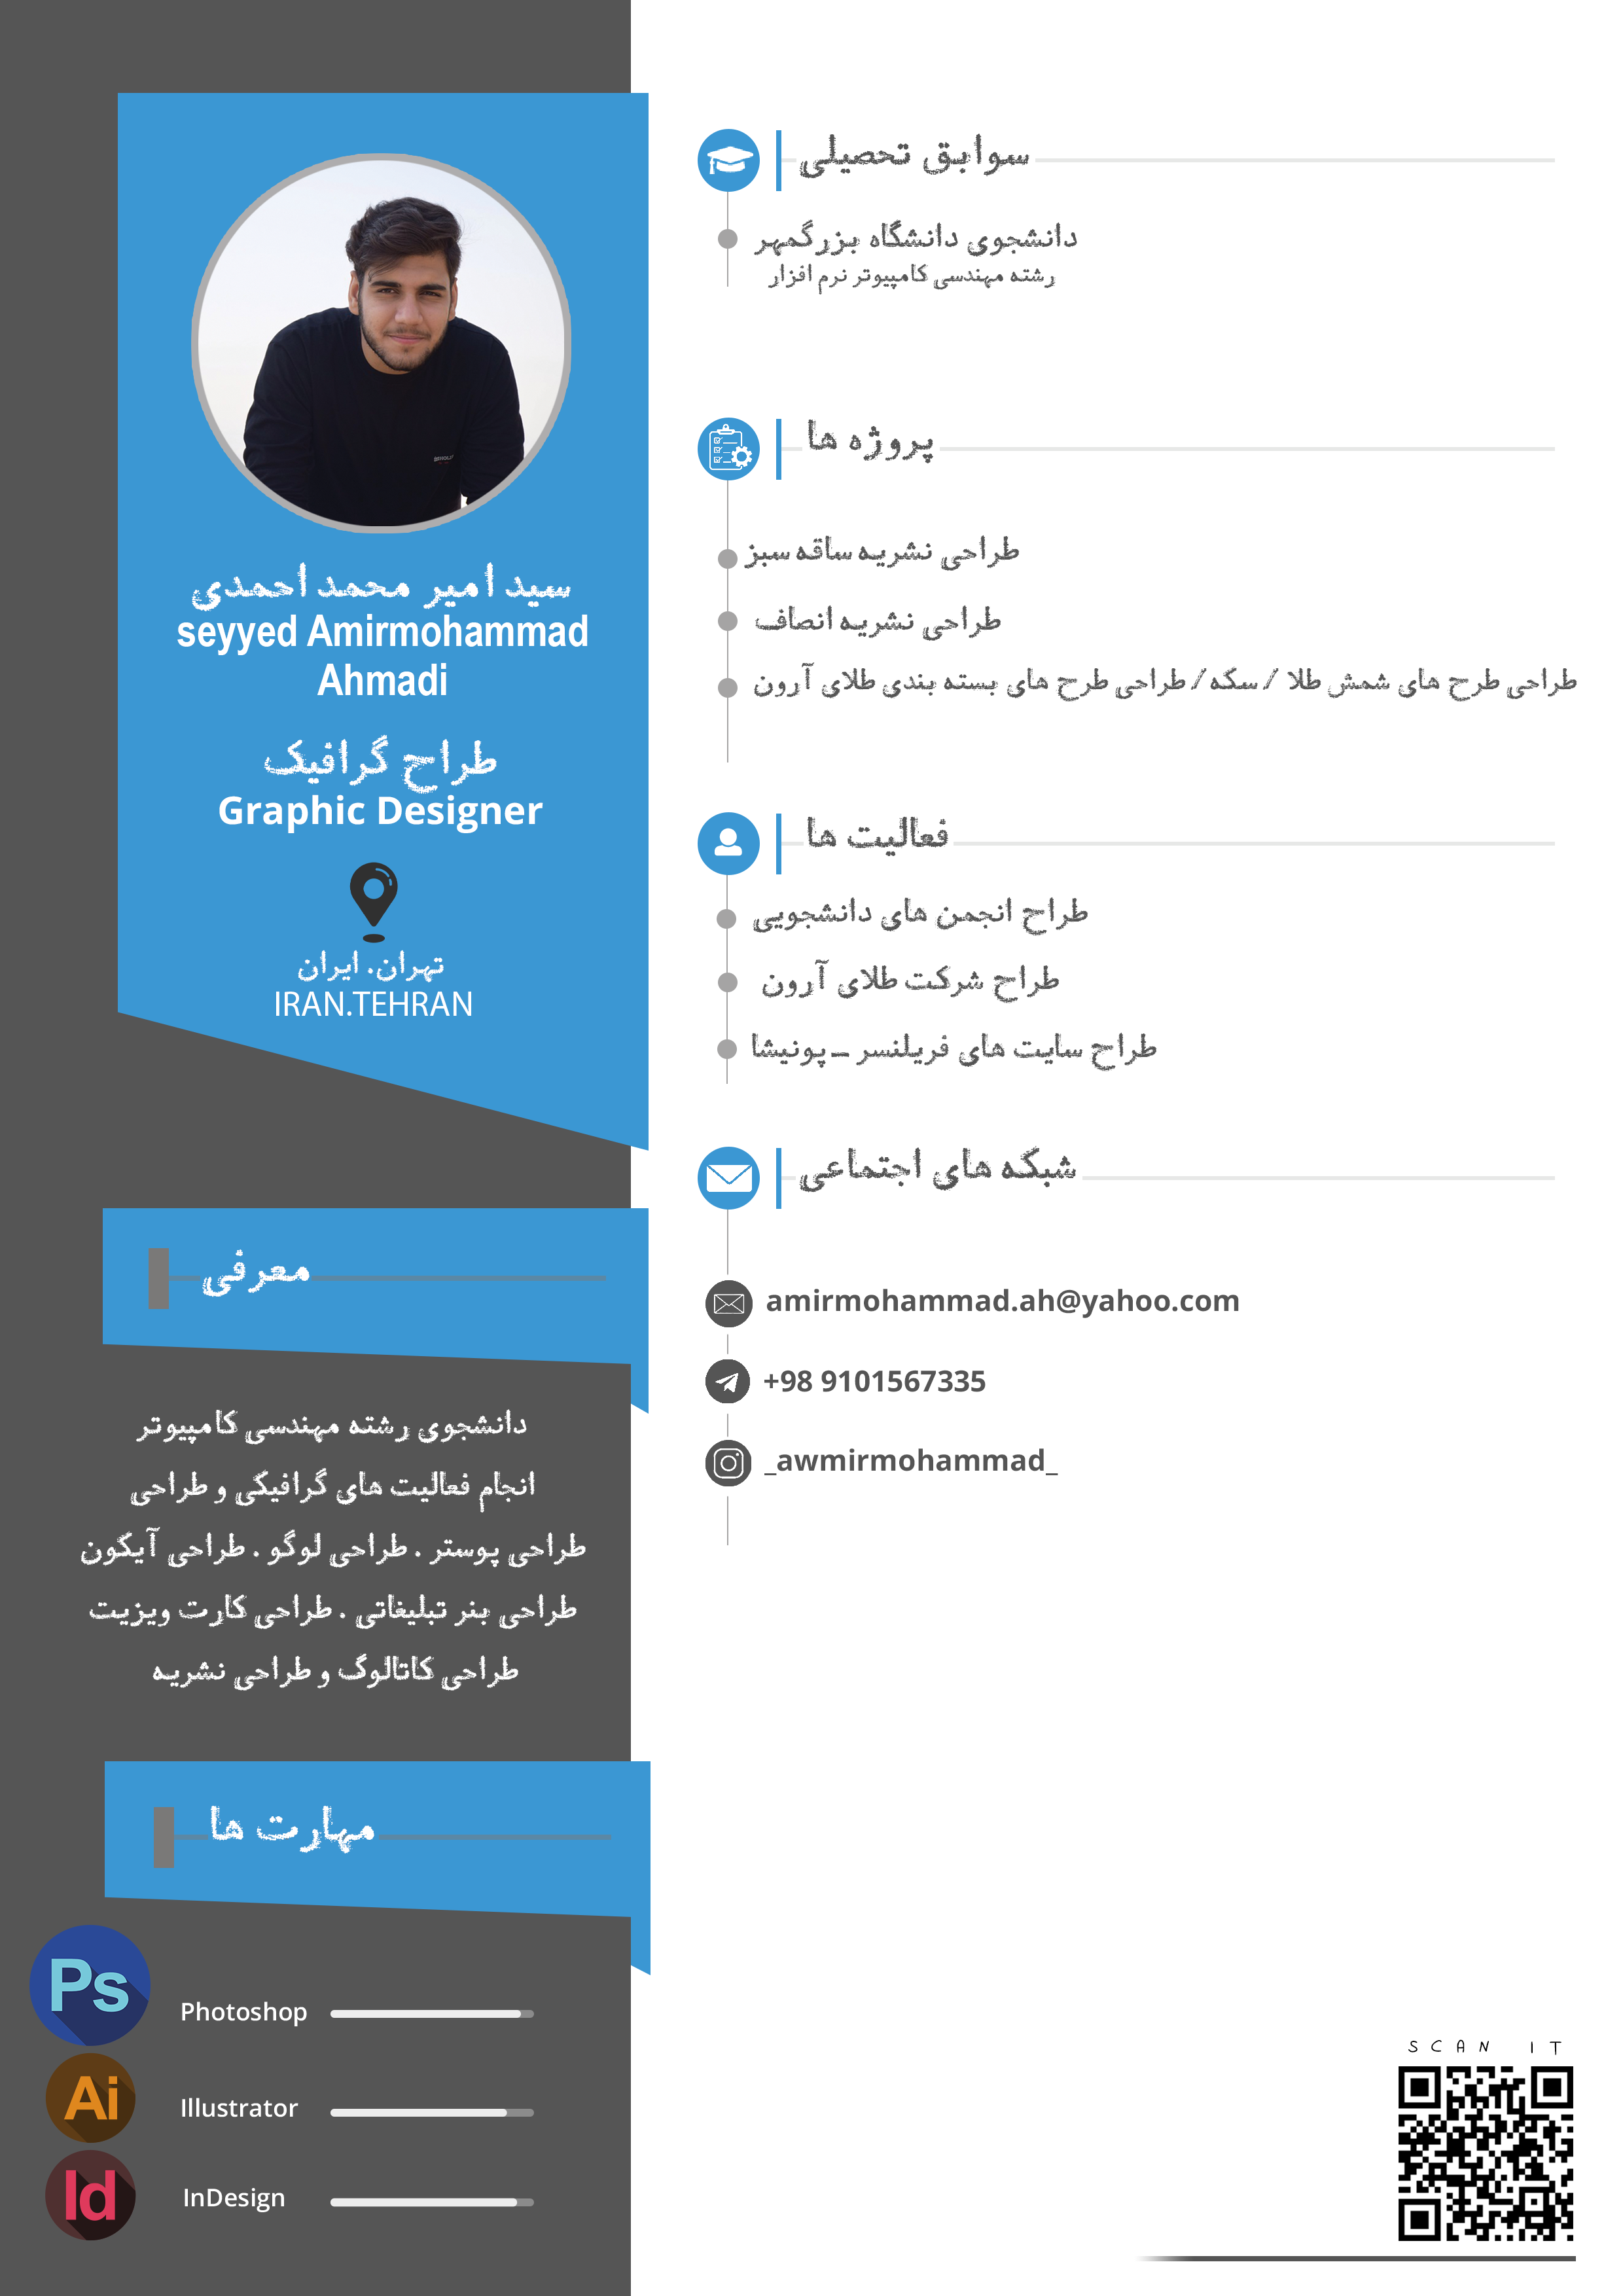 سید امیر محمد احمدی
seyyed Amirmohammad
Ahmadi
طراح گرافیک
Graphic Designer
تهران. ایران
IRAN.TEHRAN
معرفی
دانشجوی رشته مهندسی کامپیوتر
انجام فعالیت های گرافیکی و طراحی
طراحی پوستر . طراحی لوگو . طراحی آیکون
طراحی بنر تبلیغاتی . طراحی کارت ویزیت
طراحی کاتالوگ و طراحی نشریه
مهارت ها
Ps
Photoshop
Ai
Illustrator
Id
InDesign
سوابق تحصیلی
دانشجوی دانشگاه بزرگمهر
رشته مهندسی کامپیوتر نرم افزار
پروژه ها
طراحی نشریه ساقه سبز
طراحی نشریه انصاف
طراحی طرح های شمش طلا / سکه / طراحی طرح های بسته بندی طلای آرون
فعالیت ها
طراح انجمن های دانشجویی
طراح شرکت طلای آرون
طراح سایت های فریلنسر _ پونیشا
شبکه های اجتماعی
amirmohammad.ah@yahoo.com
+98 9101567335
_awmirmohammad_
SCAN IT